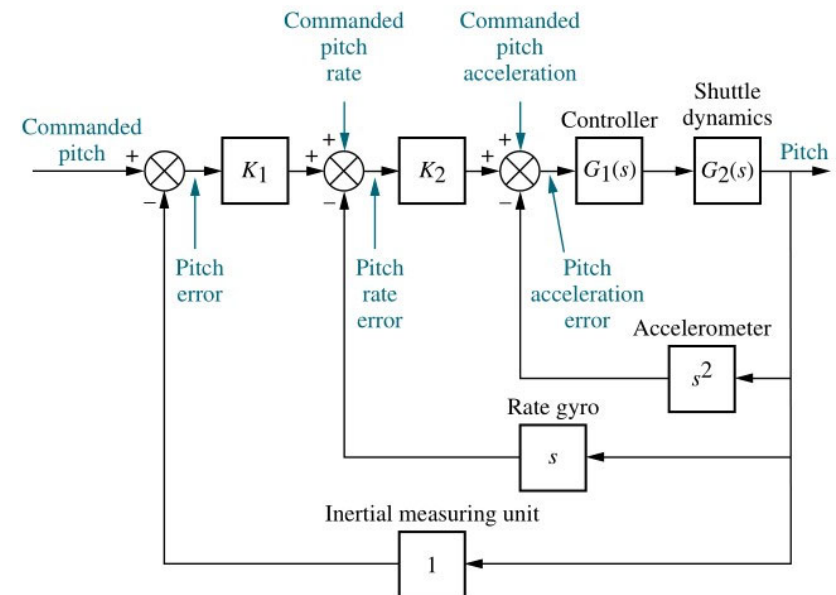 Commanded
pitch
rate
Commanded
pitch
acceleration
Shuttle
dynamics
Controller
Commanded
pitch
Pitch
+
+
+
+
+
K1
K2
G1(s)
G2(s)
−
−
−
Pitch
error
Pitch
rate
error
Pitch
acceleration
error
Accelerometer
s²
Rate gyro
s
Inertial measuring unit
1